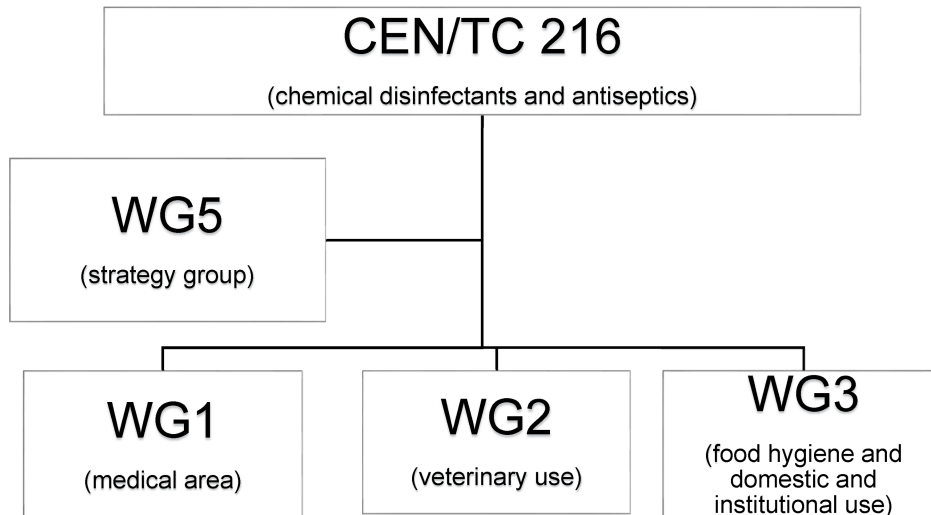 CEN/TC 216
(chemical disinfectants and antiseptics)
WG5
(strategy group)
WG1
(medical area)
WG2
(veterinary use)
WG3
(food hygiene and
domestic and
institutional use)